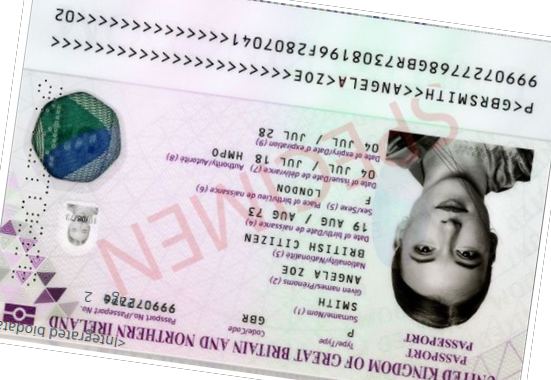 UNITED KINGDOM OF GREAT BRITAIN AND NORTHERN IRELAND
PASSPORT
PASSEPORT
Type/Type
P
Code/Code
GBR
Passport No./Passeport No.
Surname/Nom (1)
SMITH
Given names/Prénoms (2)
ANGELA ZOE
Nationality/Nationalité (3)
BRITISH CITIZEN
Date of birth/Date de naissance (4)
19 AUG / AUG 73
Sex/Sexe (5) Place of birth/Lieu de naissance (6)
F LONDON
Date of issue/Date de délivrance (7) Authority/Autorité (8)
04 JUL / JUL 18 HMPO
Date of expiry/Date d'expiration (9)
04 JUL / JUL 28
SPECIMEN
P<GBRSMITH<<ANGELA<ZOE<<<<<<<<<<<<<<<<<<<<<<
9990727768GBR7308196F2807041<<<<<<<<<<<<<<02